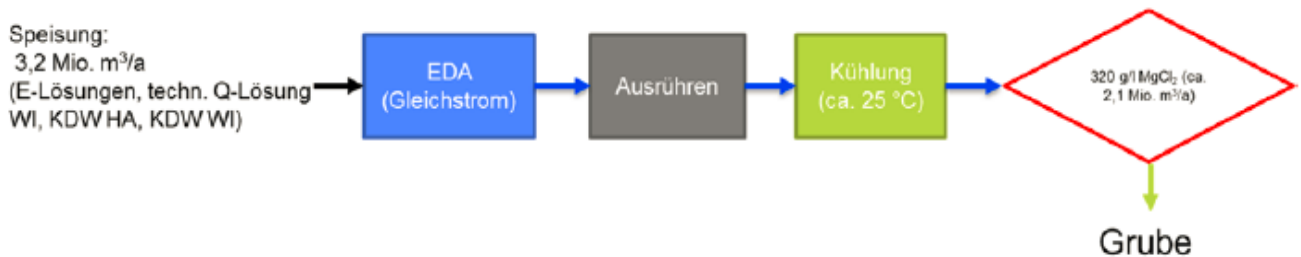 Speisung:
3,2 Mio. m³/a
(E-Lösungen, techn. Q-Lösung
WI, KDW HA, KDW WI)
EDA
(Gleichstrom)
Ausrühren
Kühlung
(ca. 25 °C)
320 g/l MgCl₂ (ca.
2,1 Mio. m³/a)
Grube